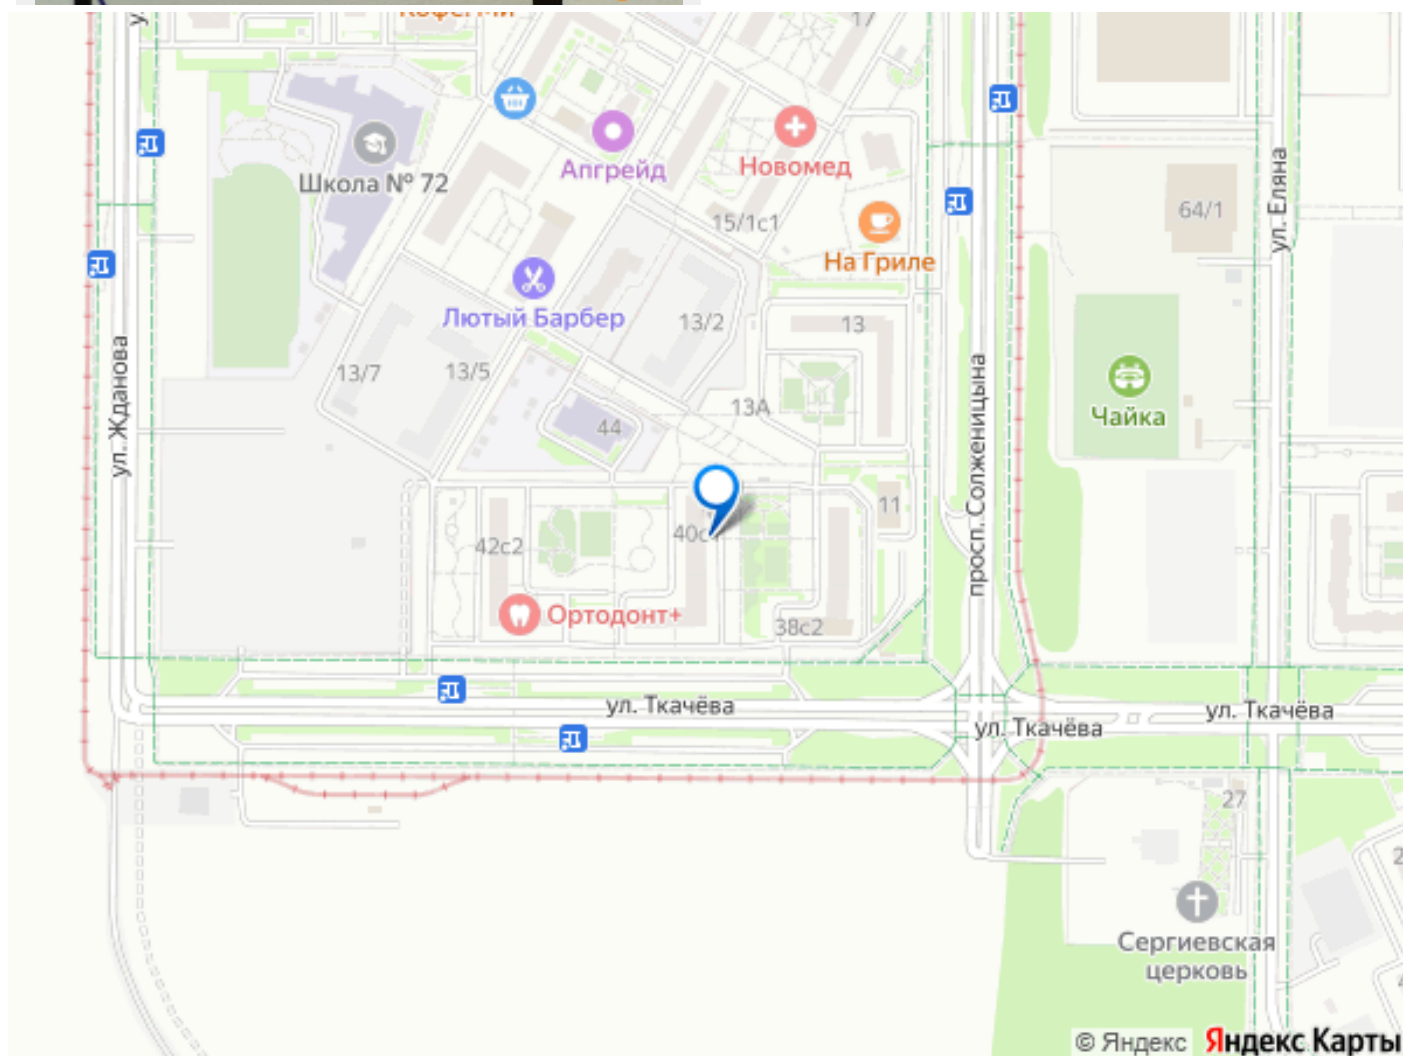 17
Школа № 72
Апгрейд
Новомед
15/1с1
На Гриле
64/1
ул. Еляна
Лютый Барбер
13/2
13
13/7
13/5
ул. Жданова
13А
44
Чайка
просп. Солженицына
11
42с2
Ортодонт+
38с2
ул. Ткачёва
ул. Ткачёва
ул. Ткачёва
27
Сергиевская
церковь
© Яндекс Яндекс Карты